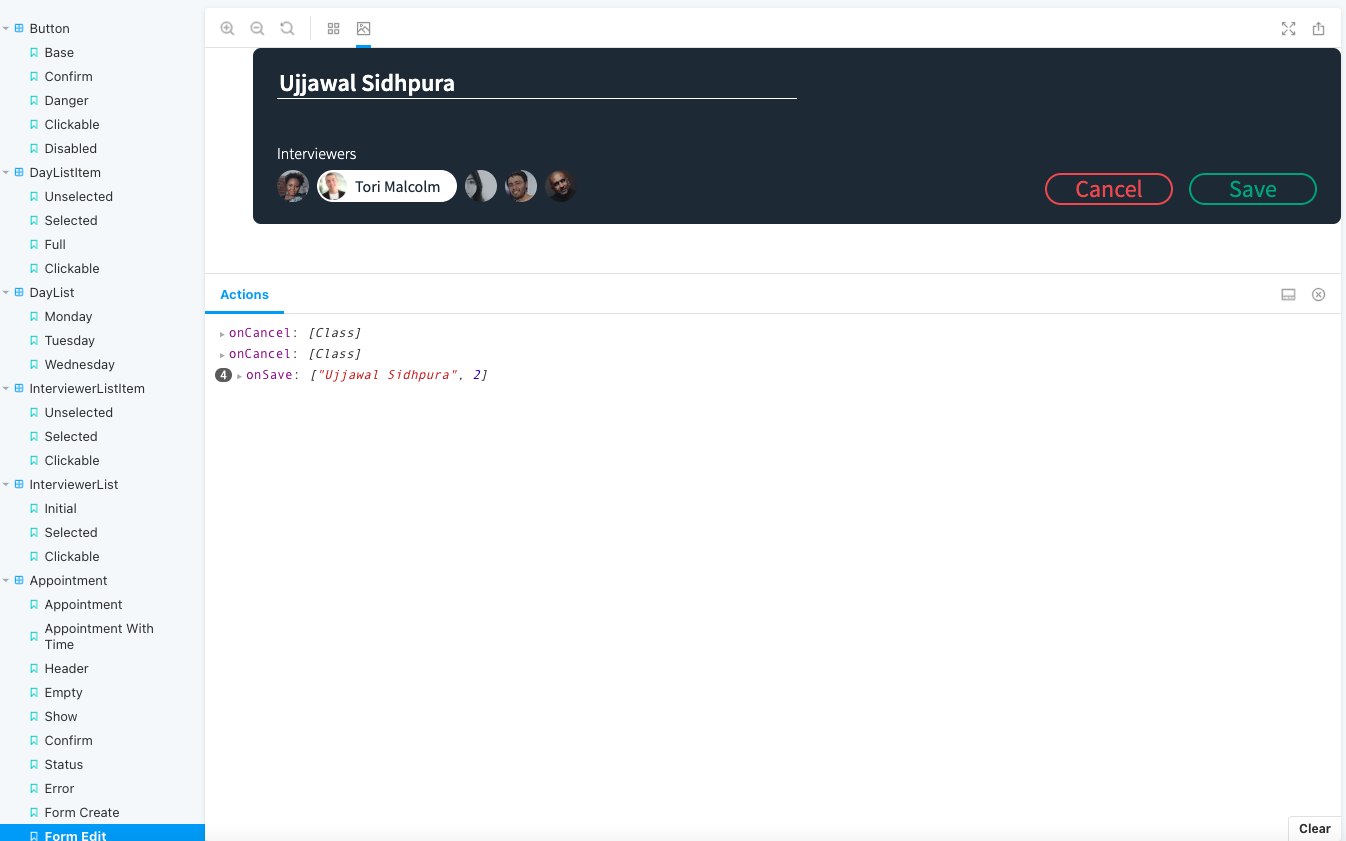 Button
Base
Confirm
Danger
Clickable
Disabled
DayListItem
Unselected
Selected
Full
Clickable
DayList
Monday
Tuesday
Wednesday
InterviewerListItem
Unselected
Selected
Clickable
InterviewerList
Initial
Selected
Clickable
Appointment
Appointment
Appointment With
Time
Header
Empty
Show
Confirm
Status
Error
Form Create
Form Edit
Ujjawal Sidhpura
Interviewers
Tori Malcolm
Cancel
Save
Actions
onCancel: [Class]
onCancel: [Class]
4 onSave: ["Ujjawal Sidhpura", 2]
Clear